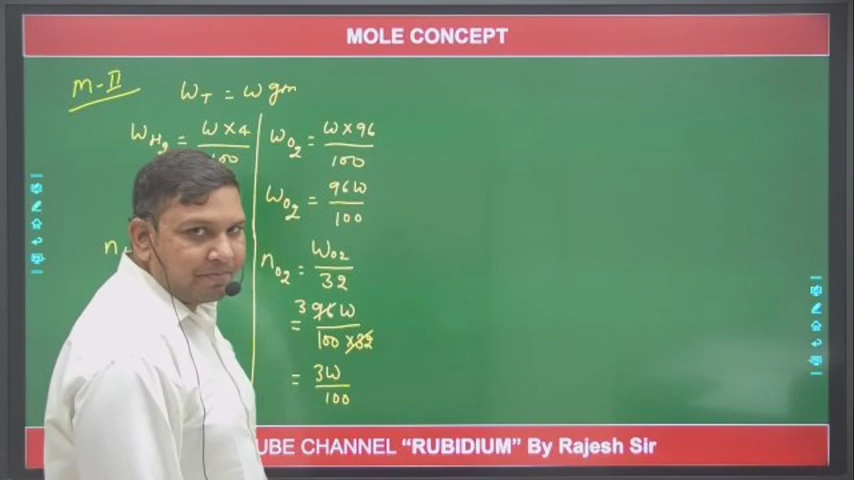 MOLE CONCEPT
M-II
W_T = W gm
W_H2 = W×4/100
W_O2 = W×96/100
W_O2 = 96W/100
n
n_O2 = W_O2/32
= 3 96W/100×32
= 3W/100
UBE CHANNEL “RUBIDIUM” By Rajesh Sir